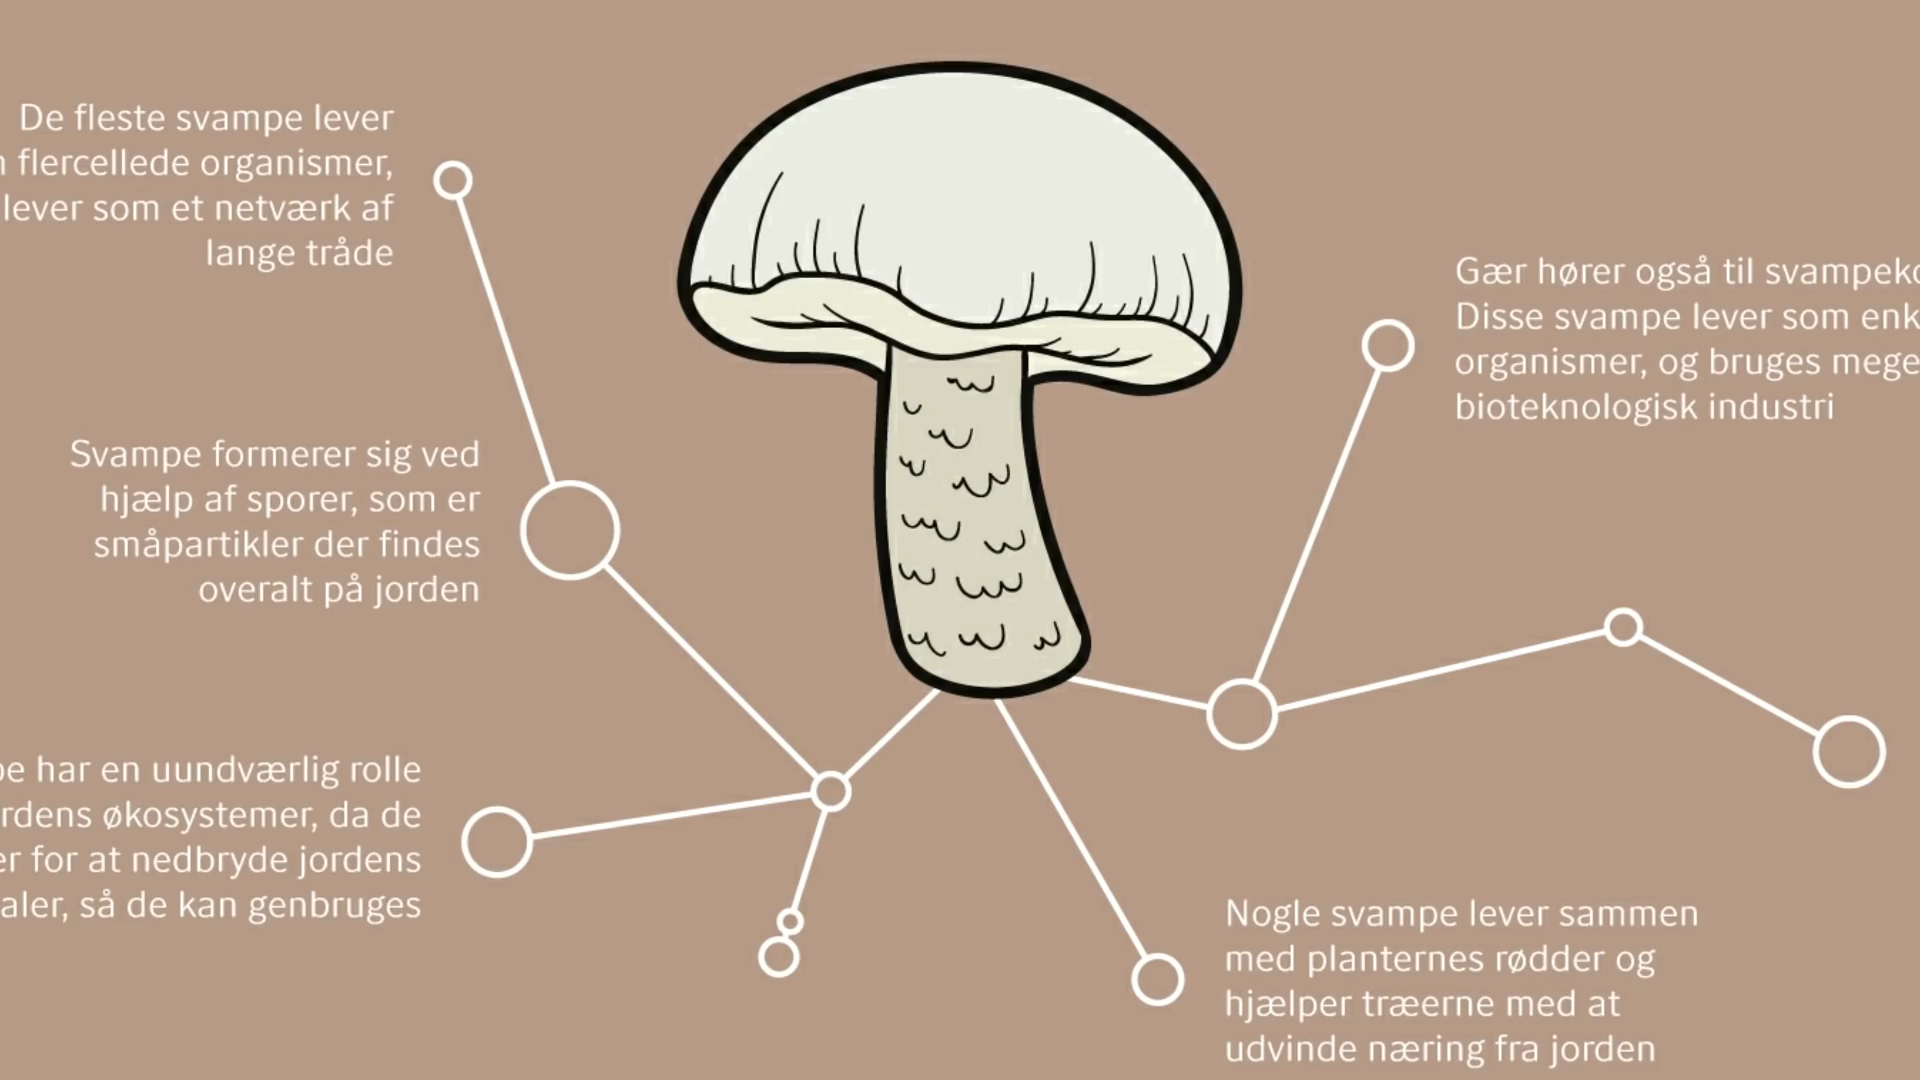 De fleste svampe lever
flercellede organismer,
lever som et netværk af
lange tråde
Svampe formerer sig ved
hjælp af sporer, som er
småpartikler der findes
overalt på jorden
har en uundværlig rolle
økosystemer, da de
for at nedbryde jordens
så de kan genbruges
Gær hører også til
Disse svampe lever som
organismer, og bruges
bioteknologisk industri
Nogle svampe lever sammen
med planternes rødder og
hjælper træerne med at
udvinde næring fra jorden